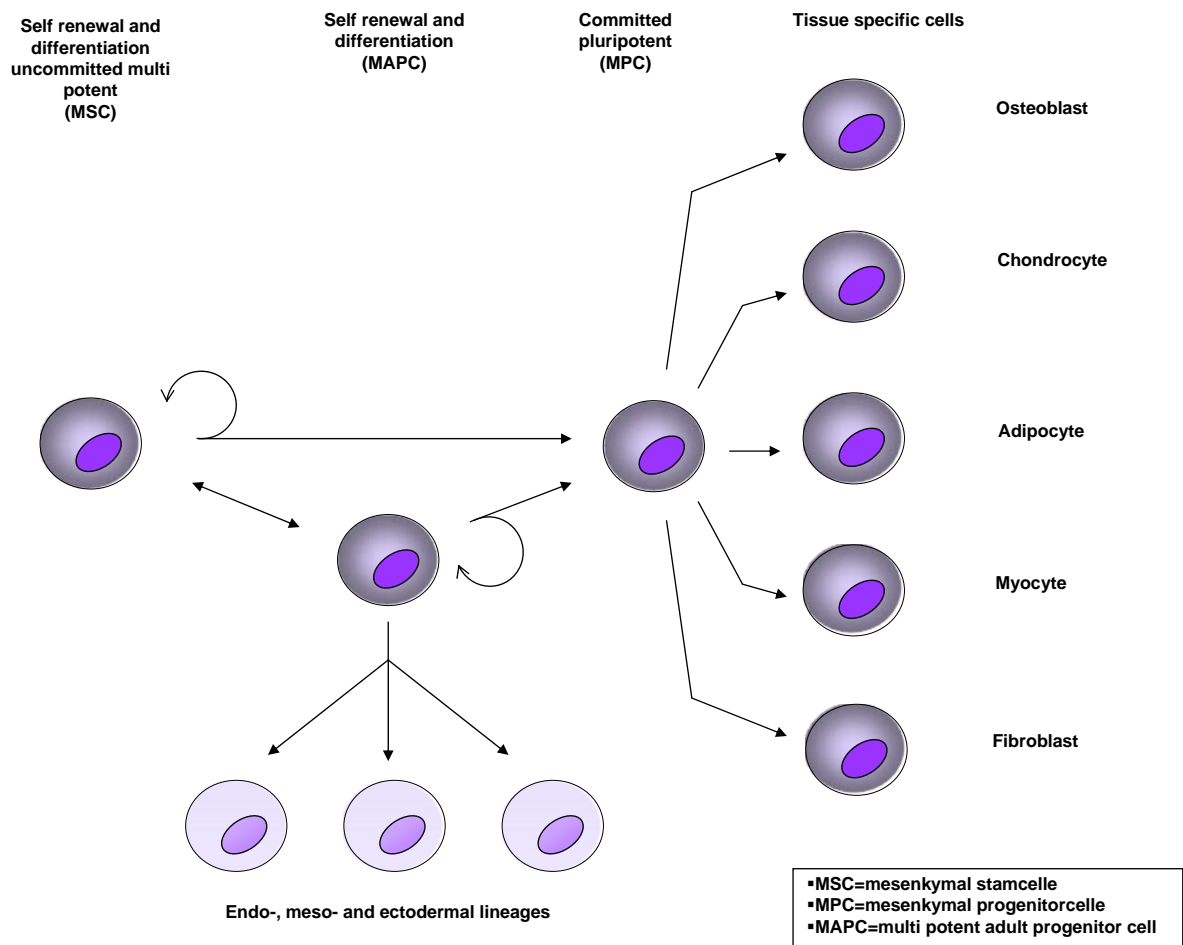 Self renewal and
differentiation
uncommitted multi
potent
(MSC)
Self renewal and
differentiation
(MAPC)
Committed
pluripotent
(MPC)
Tissue specific cells
Osteoblast
Chondrocyte
Adipocyte
Myocyte
Fibroblast
Endo-, meso- and ectodermal lineages
▪MSC=mesenkymal stamcelle
▪MPC=mesenkymal progenitorcelle
▪MAPC=multi potent adult progenitor cell